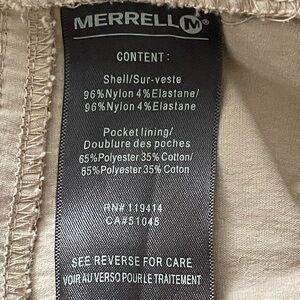 MERRELL M
CONTENT:
Shell/Sur-veste
96%Nylon 4%Elastane/
96%Nylon 4%Elastane
Pocket lining/
Doublure des poches
65%Polyester 35% Cotton/
65%Polyester 35% Coton
RN# 119414
CA#51048
SEE REVERSE FOR CARE
VOIR AU VERSO POUR LE TRAITEMENT